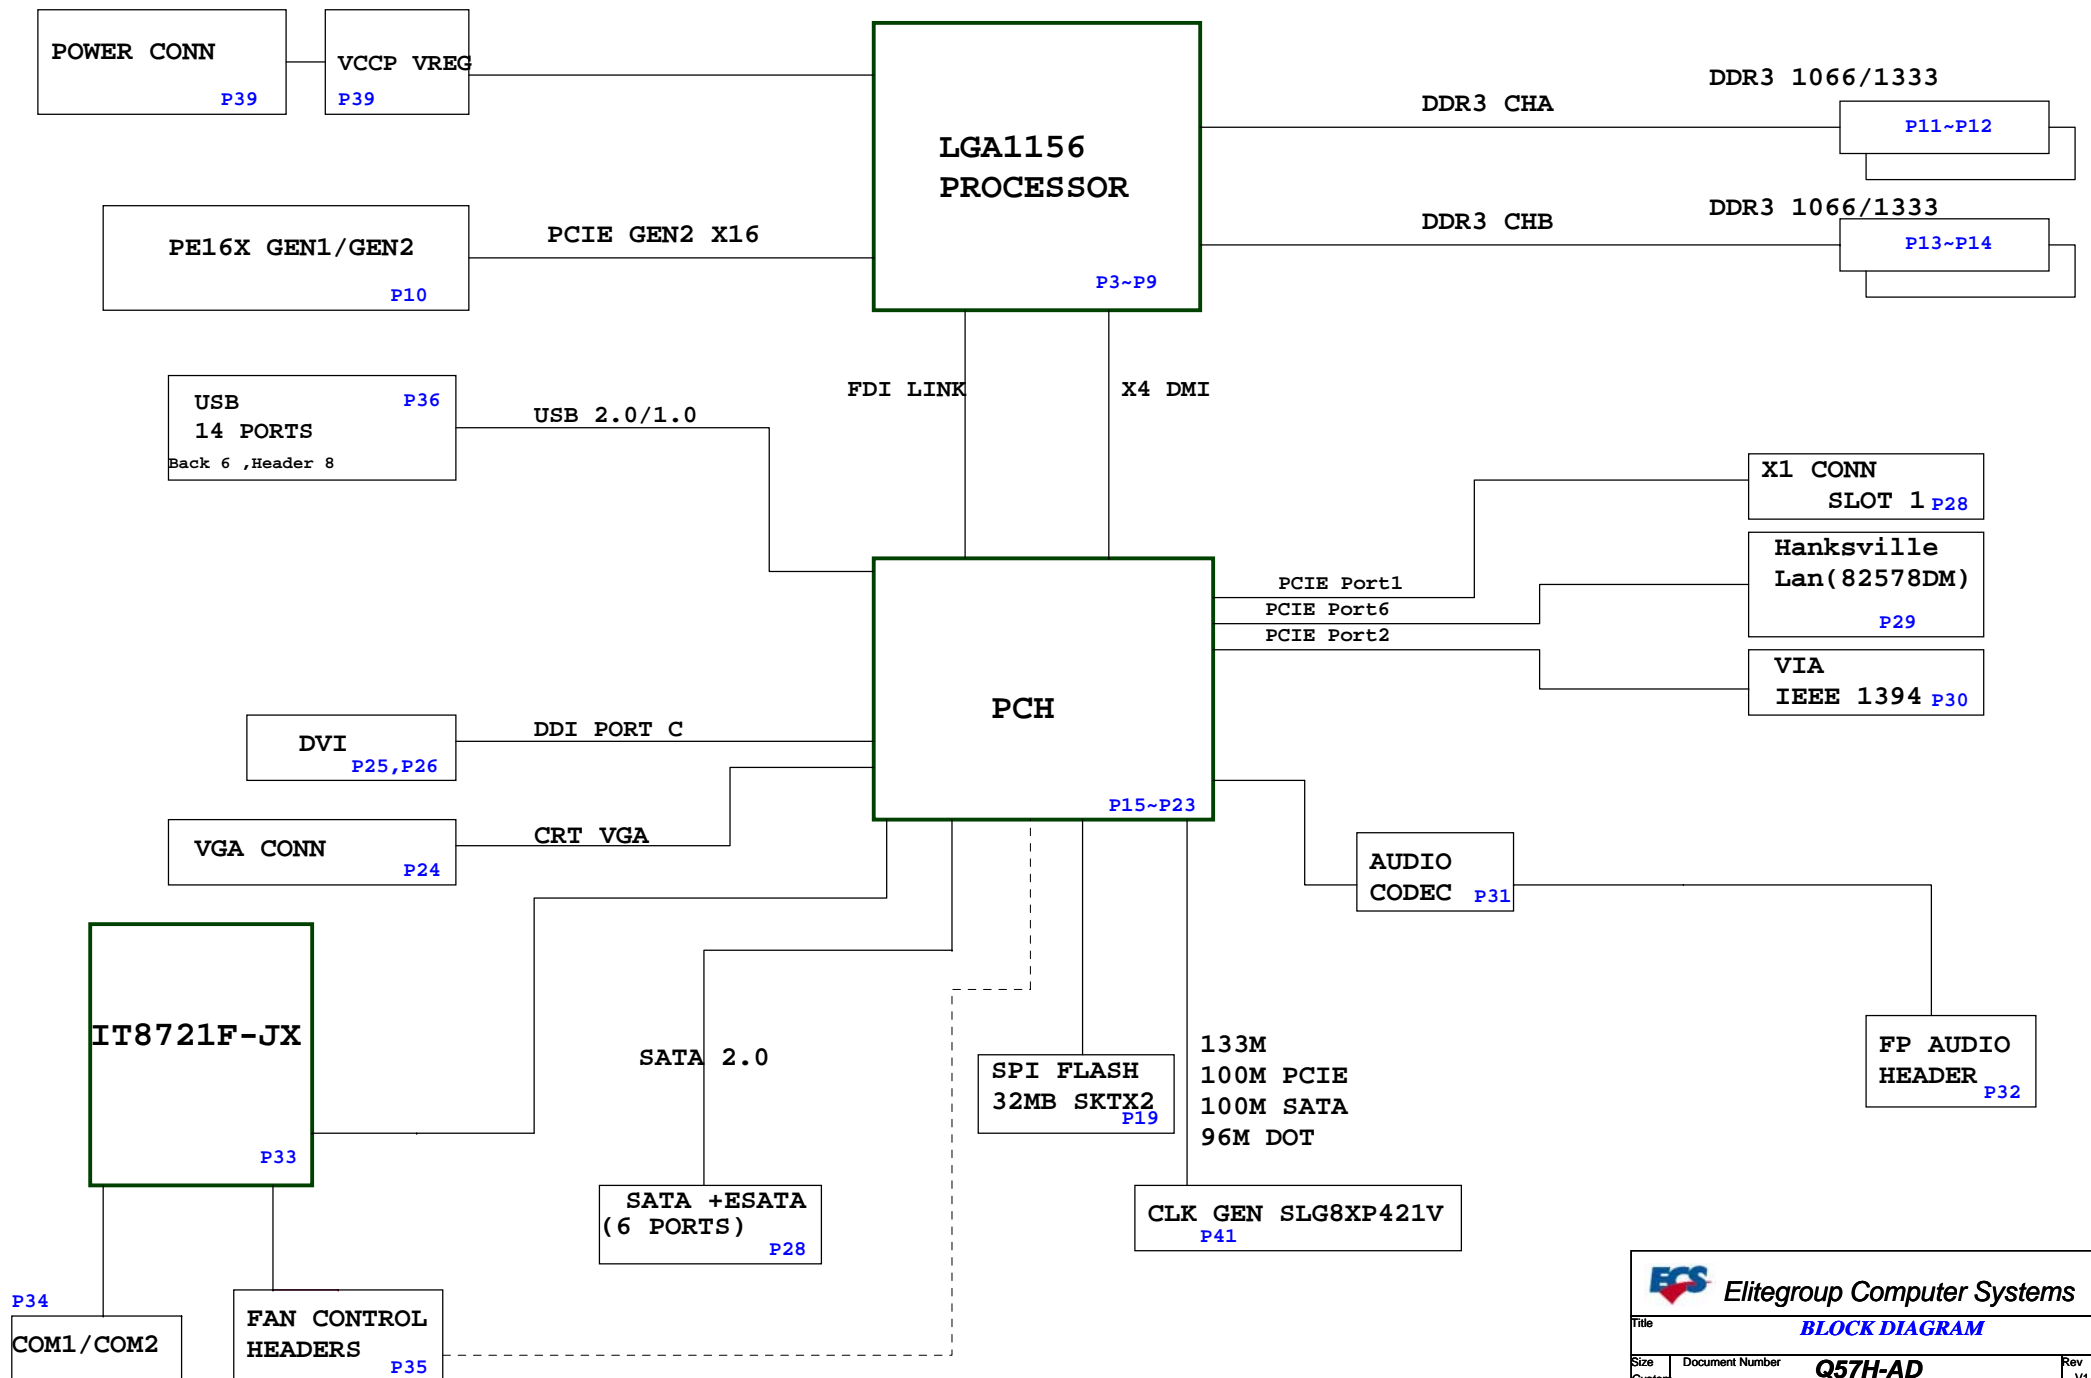 POWER CONN
P39
VCCP VREG
P39
LGA1156
PROCESSOR
P3~P9
DDR3 CHA
DDR3 1066/1333
P11~P12
DDR3 CHB
DDR3 1066/1333
P13~P14
PE16X GEN1/GEN2
P10
PCIE GEN2 X16
FDI LINK
X4 DMI
USB
P36
14 PORTS
Back 6 ,Header 8
USB 2.0/1.0
X1 CONN
SLOT 1 P28
Hanksville
Lan(82578DM)
P29
VIA
IEEE 1394 P30
PCIE Port1
PCIE Port6
PCIE Port2
PCH
P15~P23
DVI
P25,P26
DDI PORT C
VGA CONN
P24
CRT VGA
AUDIO
CODEC P31
FP AUDIO
HEADER
P32
IT8721F-JX
P33
SATA 2.0
SPI FLASH
32MB SKTX2
P19
133M
100M PCIE
100M SATA
96M DOT
SATA +ESATA
(6 PORTS)
P28
CLK GEN SLG8XP421V
P41
P34
COM1/COM2
FAN CONTROL
HEADERS
P35
ECS Elitegroup Computer Systems
Title
BLOCK DIAGRAM
Size
Document Number
Q57H-AD
Rev